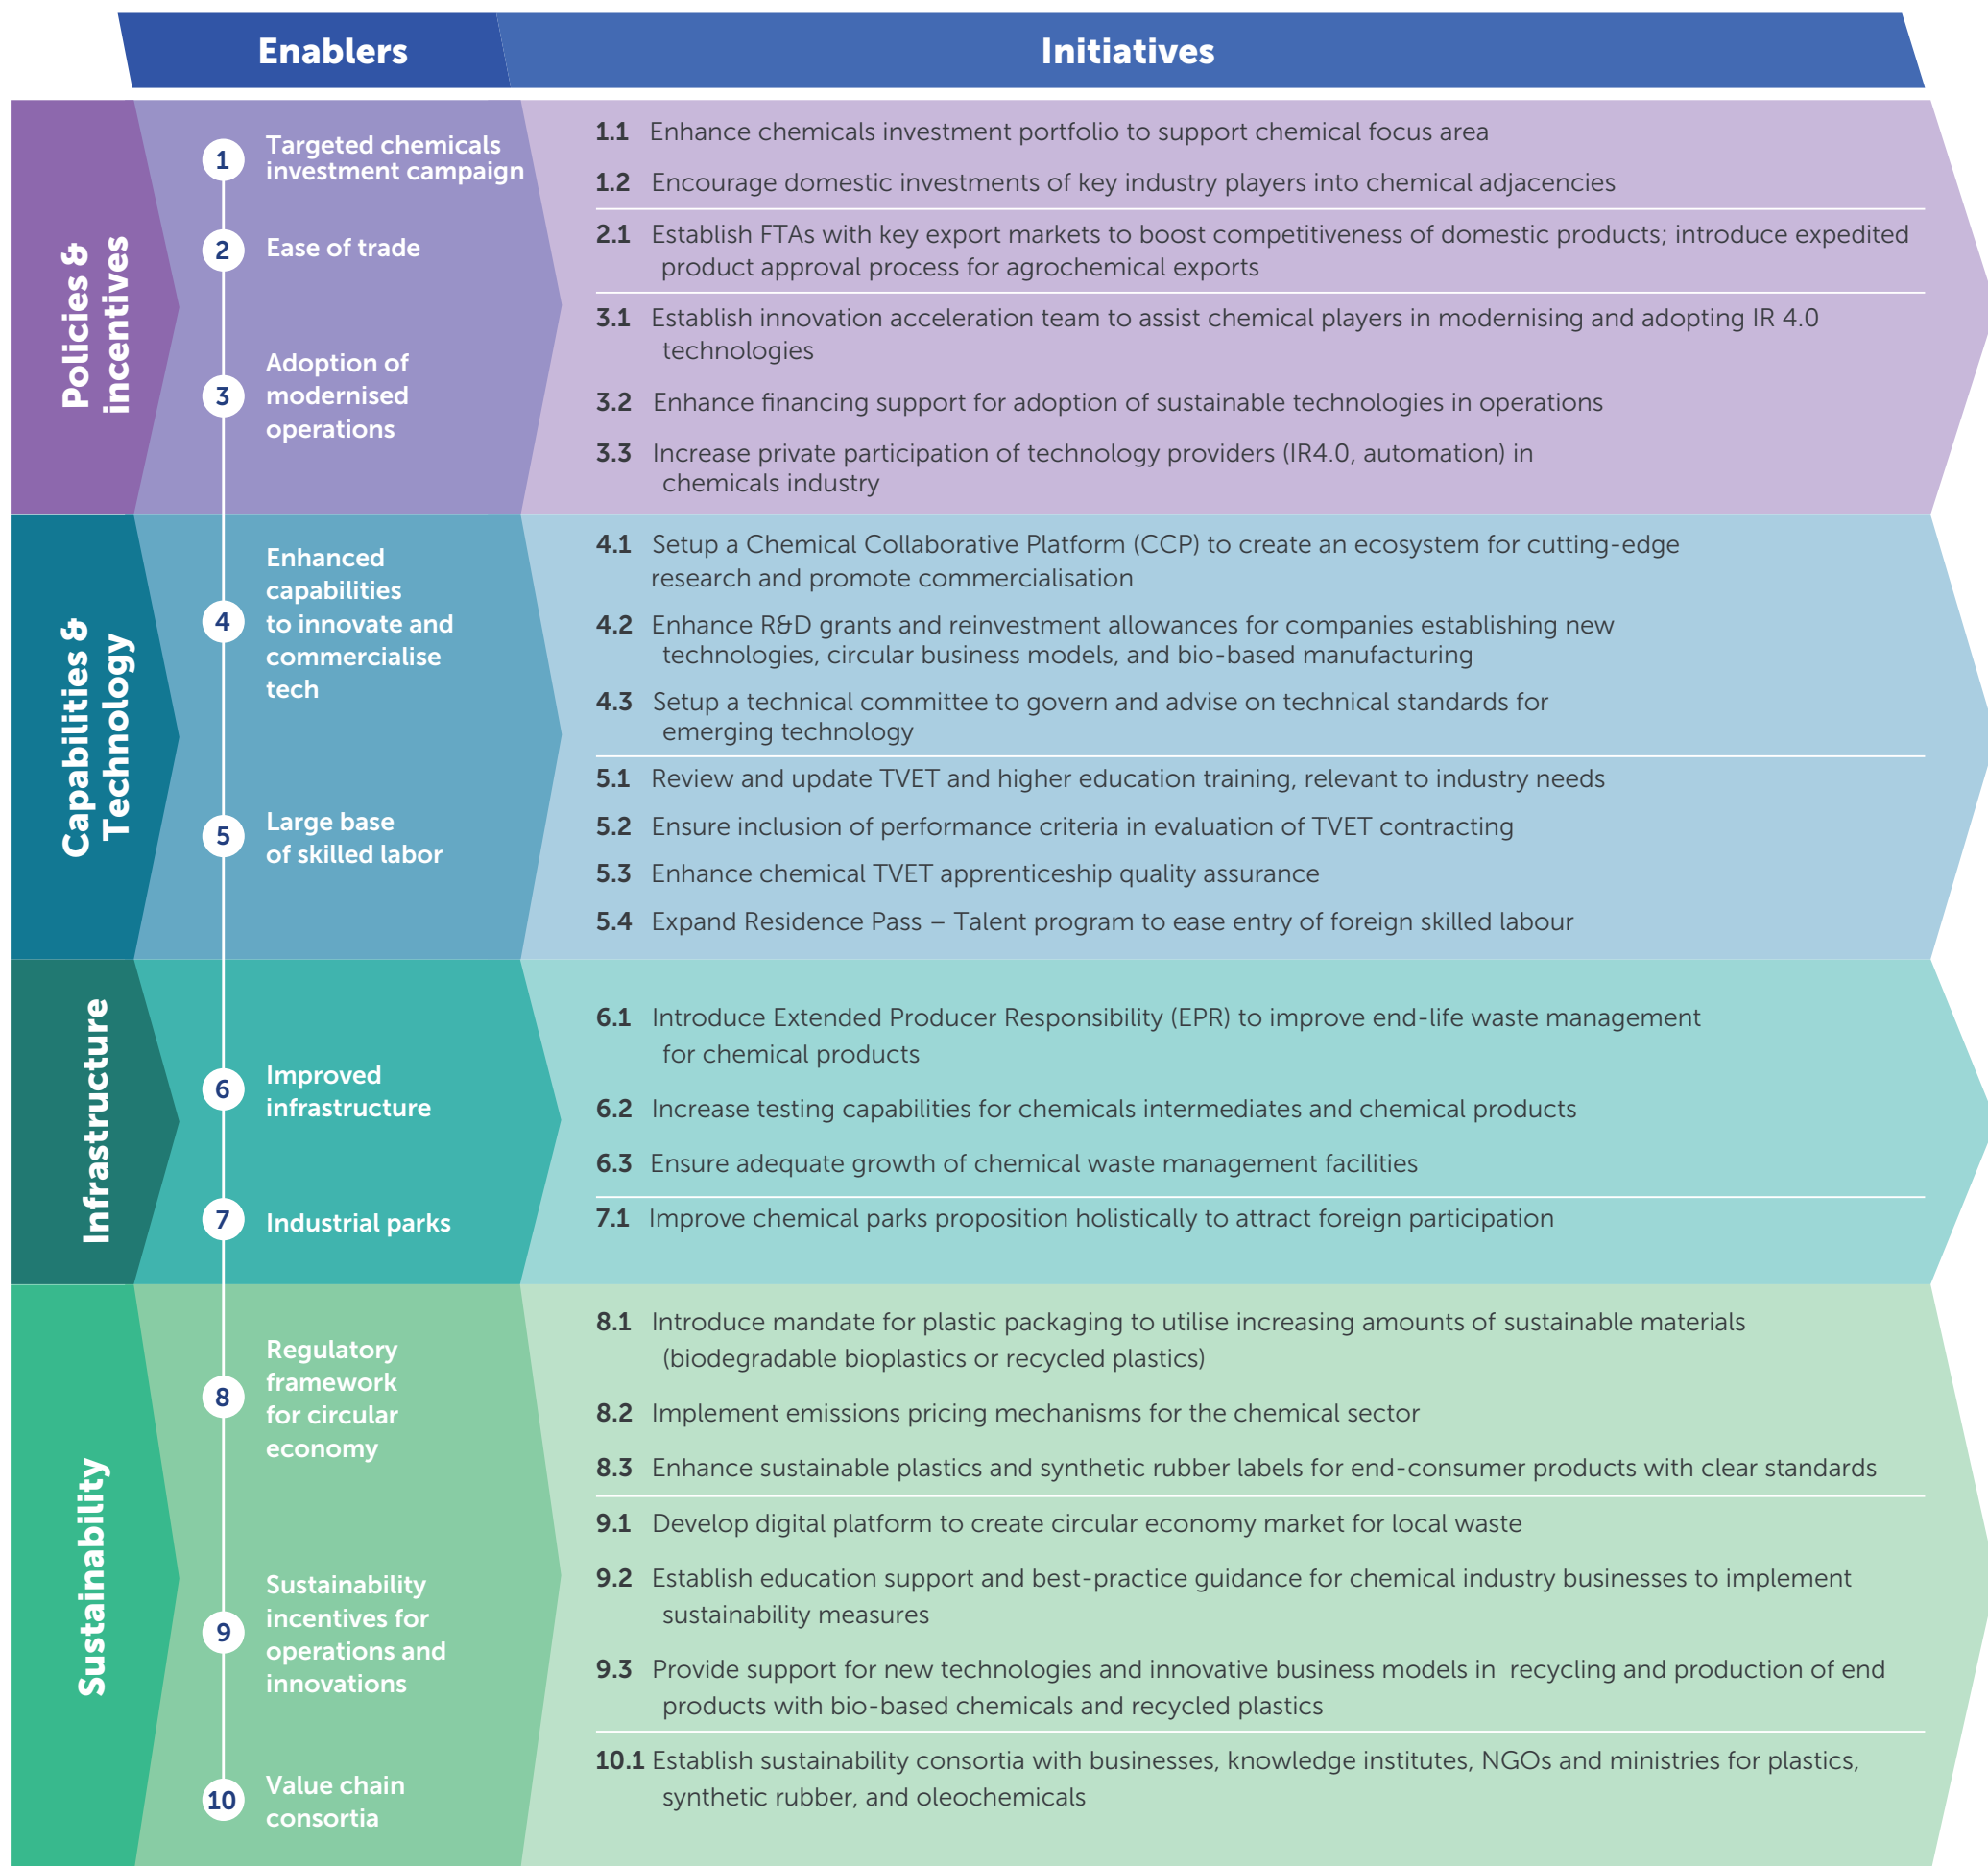 Enablers
Initiatives
Policies &
incentives
1
Targeted chemicals
investment campaign
1.1 Enhance chemicals investment portfolio to support chemical focus area
1.2 Encourage domestic investments of key industry players into chemical adjacencies
2
Ease of trade
2.1 Establish FTAs with key export markets to boost competitiveness of domestic products; introduce expedited
product approval process for agrochemical exports
3
Adoption of
modernised
operations
3.1 Establish innovation acceleration team to assist chemical players in modernising and adopting IR 4.0
technologies
3.2 Enhance financing support for adoption of sustainable technologies in operations
3.3 Increase private participation of technology providers (IR4.0, automation) in
chemicals industry
Capabilities &
Technology
4
Enhanced
capabilities
to innovate and
commercialise
tech
4.1 Setup a Chemical Collaborative Platform (CCP) to create an ecosystem for cutting-edge
research and promote commercialisation
4.2 Enhance R&D grants and reinvestment allowances for companies establishing new
technologies, circular business models, and bio-based manufacturing
4.3 Setup a technical committee to govern and advise on technical standards for
emerging technology
5
Large base
of skilled labor
5.1 Review and update TVET and higher education training, relevant to industry needs
5.2 Ensure inclusion of performance criteria in evaluation of TVET contracting
5.3 Enhance chemical TVET apprenticeship quality assurance
5.4 Expand Residence Pass – Talent program to ease entry of foreign skilled labour
Infrastructure
6
Improved
infrastructure
6.1 Introduce Extended Producer Responsibility (EPR) to improve end-life waste management
for chemical products
6.2 Increase testing capabilities for chemicals intermediates and chemical products
6.3 Ensure adequate growth of chemical waste management facilities
7
Industrial parks
7.1 Improve chemical parks proposition holistically to attract foreign participation
Sustainability
8
Regulatory
framework
for circular
economy
8.1 Introduce mandate for plastic packaging to utilise increasing amounts of sustainable materials
(biodegradable bioplastics or recycled plastics)
8.2 Implement emissions pricing mechanisms for the chemical sector
8.3 Enhance sustainable plastics and synthetic rubber labels for end-consumer products with clear standards
9
Sustainability
incentives for
operations and
innovations
9.1 Develop digital platform to create circular economy market for local waste
9.2 Establish education support and best-practice guidance for chemical industry businesses to implement
sustainability measures
9.3 Provide support for new technologies and innovative business models in recycling and production of end
products with bio-based chemicals and recycled plastics
10
Value chain
consortia
10.1 Establish sustainability consortia with businesses, knowledge institutes, NGOs and ministries for plastics,
synthetic rubber, and oleochemicals